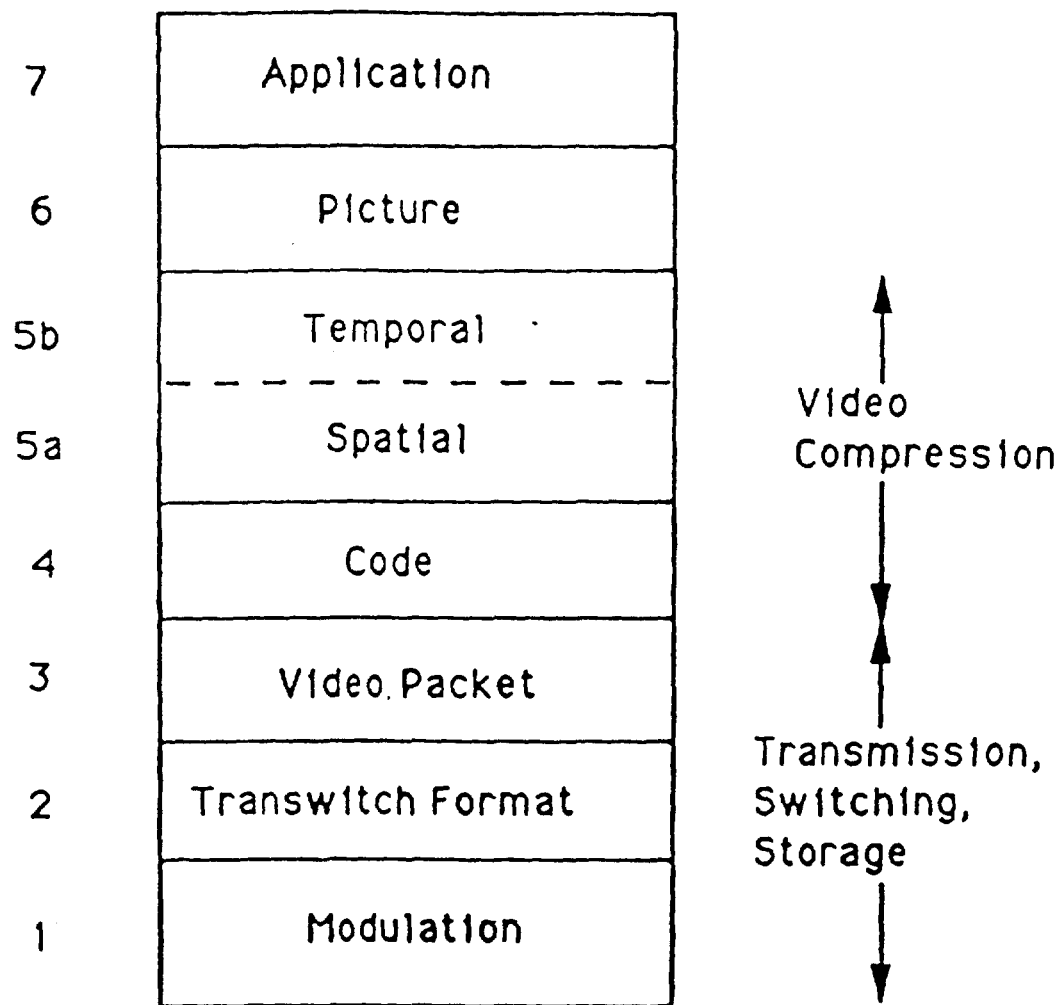 7 Application
6 Picture
5b Temporal
5a Spatial
4 Code
3 Video Packet
2 Transwitch Format
1 Modulation
Video
Compression
Transmission,
Switching,
Storage